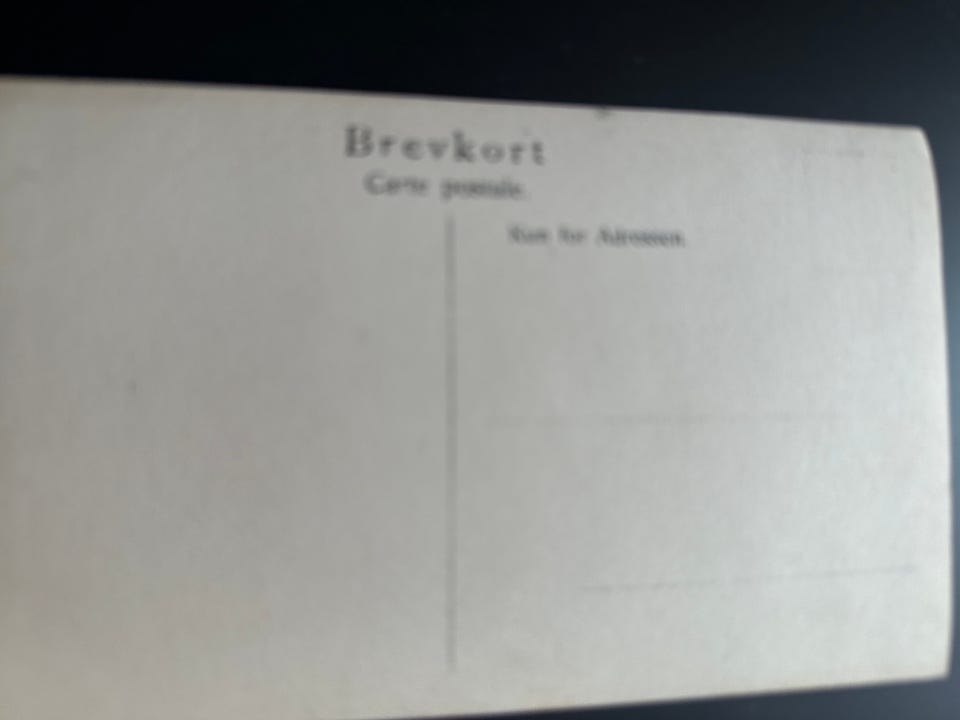 Brevkort
Carte postale.
Kun for Adressen.